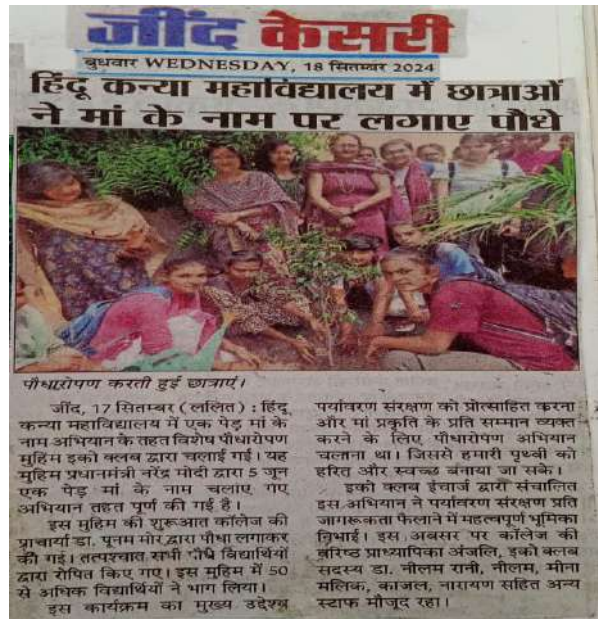 जींद केसरी
बुधवार WEDNESDAY, 18 सितम्बर 2024
हिंदू कन्या महाविद्यालय में छात्राओं
ने मां के नाम पर लगाए पौधे
पौधारोपण करती हुई छात्राएं।
जींद, 17 सितम्बर (ललित) : हिंदू
कन्या महाविद्यालय में एक पेड़ मां के
नाम अभियान के तहत विशेष पौधारोपण
मुहिम इको क्लब द्वारा चलाई गई। यह
मुहिम प्रधानमंत्री नरेंद्र मोदी द्वारा 5 जून
एक पेड़ मां के नाम चलाए गए
अभियान तहत पूर्ण की गई है।
इस मुहिम की शुरूआत कॉलेज की
प्राचार्या डा. पूनम मोर द्वारा पौधा लगाकर
की गई। तत्पश्चात सभी पौधे विद्यार्थियों
द्वारा रोपित किए गए। इस मुहिम में 50
से अधिक विद्यार्थियों ने भाग लिया।
इस कार्यक्रम का मुख्य उद्देश्य
पर्यावरण संरक्षण को प्रोत्साहित करना
और मां प्रकृति के प्रति सम्मान व्यक्त
करने के लिए पौधारोपण अभियान
चलाना था। जिससे हमारी पृथ्वी को
हरित और स्वच्छ बनाया जा सके।
इको क्लब ईंचार्ज द्वारा संचालित
इस अभियान ने पर्यावरण संरक्षण प्रति
जागरूकता फैलाने में महत्वपूर्ण भूमिका
निभाई। इस अवसर पर कॉलेज की
वरिष्ठ प्राध्यापिका अंजलि, इको क्लब
सदस्य डा. नीलम रानी, नीलम, मीना
मलिक, काजल, नारायण सहित अन्य
स्टाफ मौजूद रहा।